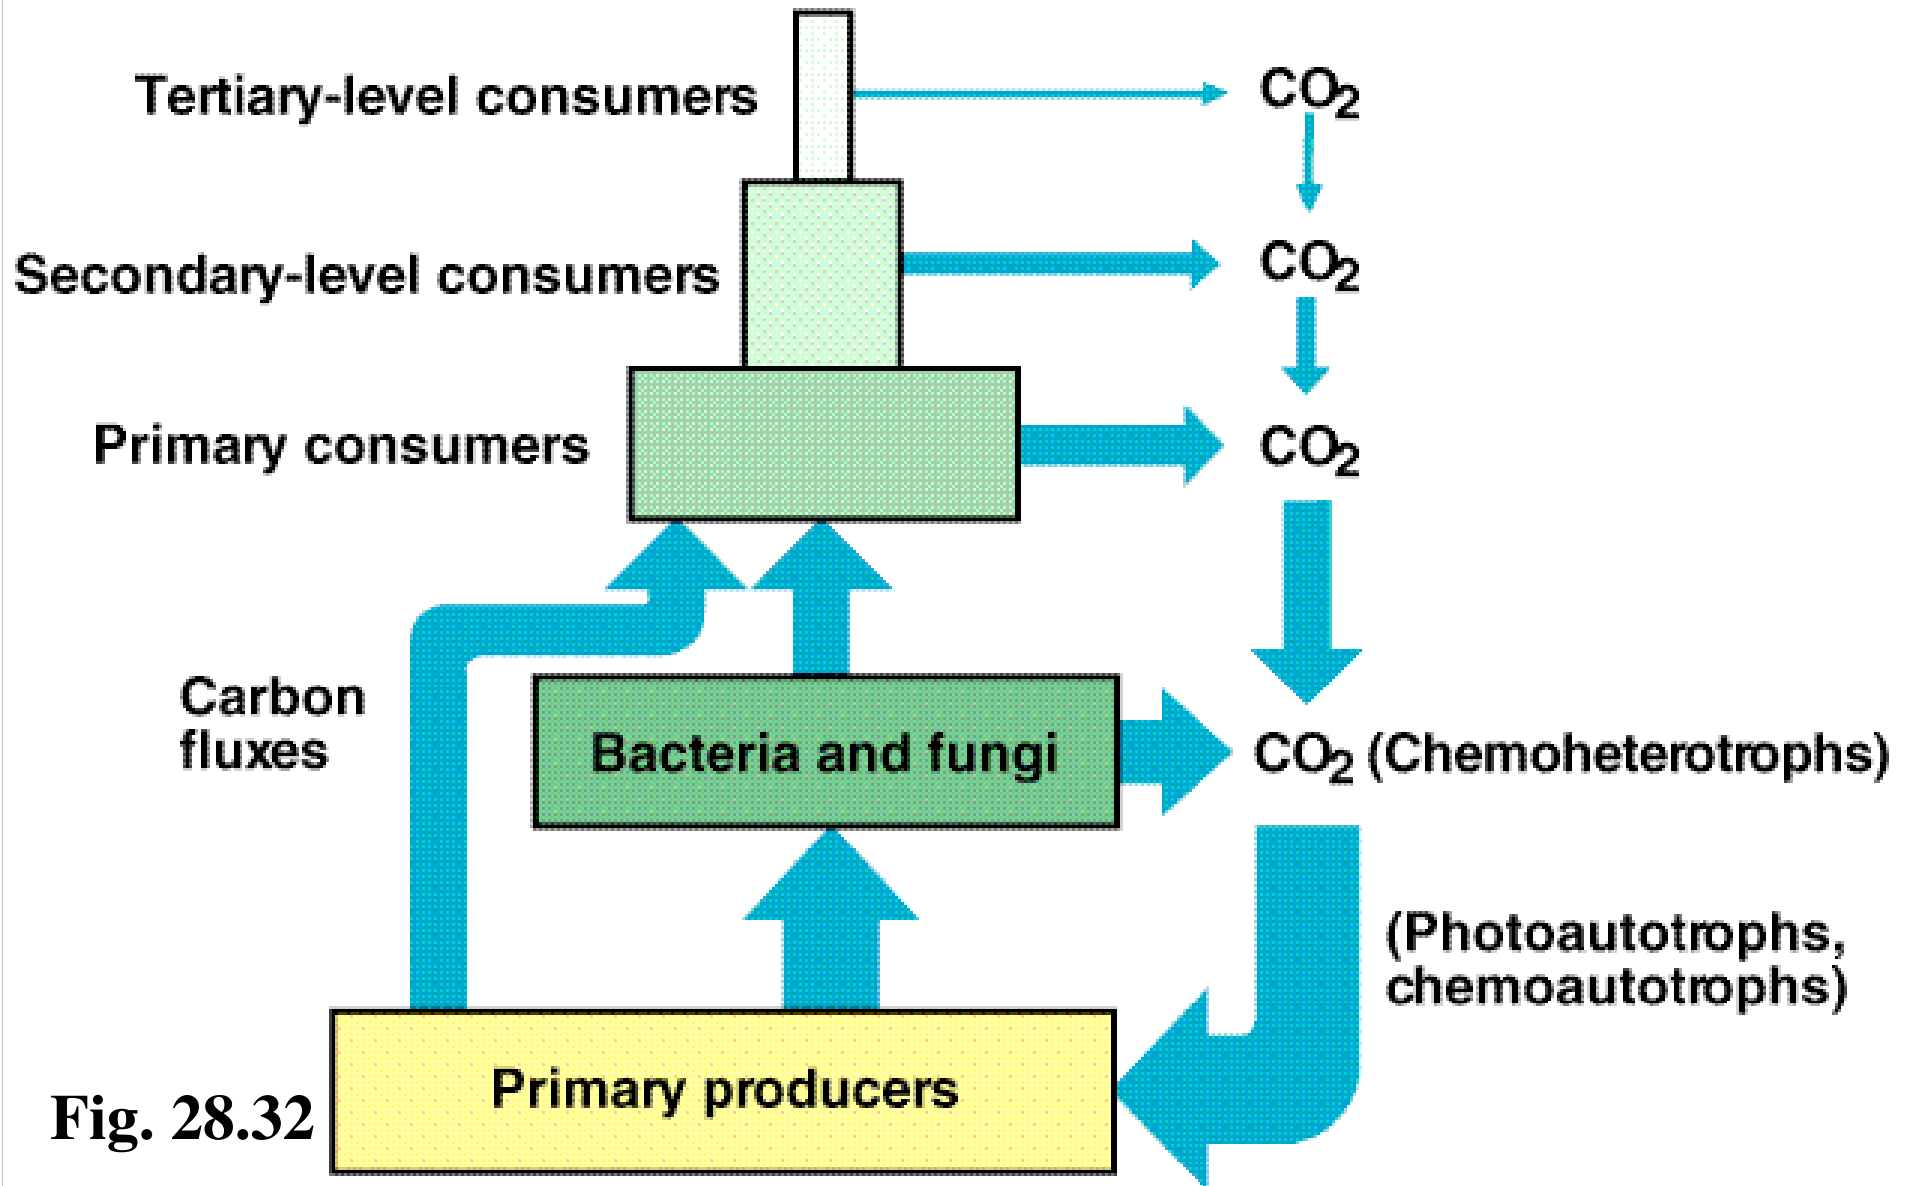 Tertiary-level consumers
CO2
Secondary-level consumers
CO2
Primary consumers
CO2
Carbon
fluxes
Bacteria and fungi
CO2 (Chemoheterotrophs)
(Photoautotrophs,
chemoautotrophs)
Primary producers
Fig. 28.32